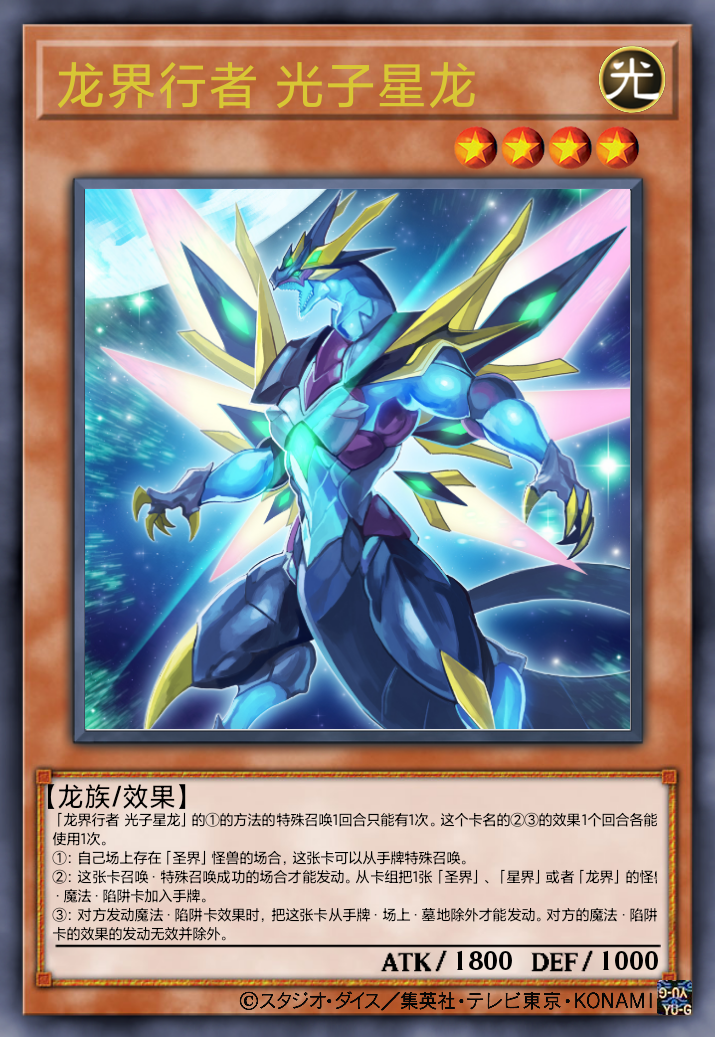 龙界行者 光子星龙
光
【龙族/效果】
「龙界行者 光子星龙」的①的方法的特殊召唤1回合只能有1次。这个卡名的②③的效果1个回合各能
使用1次。
①：自己场上存在「圣界」怪兽的场合，这张卡可以从手牌特殊召唤。
②：这张卡召唤·特殊召唤成功的场合才能发动。从卡组把1张「圣界」、「星界」或者「龙界」的怪
·魔法·陷阱卡加入手牌。
③：对方发动魔法·陷阱卡效果时，把这张卡从手牌·场上·墓地除外才能发动。对方的魔法·陷阱
卡的效果的发动无效并除外。
ATK/ 1800 DEF/ 1000
©スタジオ・ダイス／集英社・テレビ東京・KONAMI
YU-G
YU-G